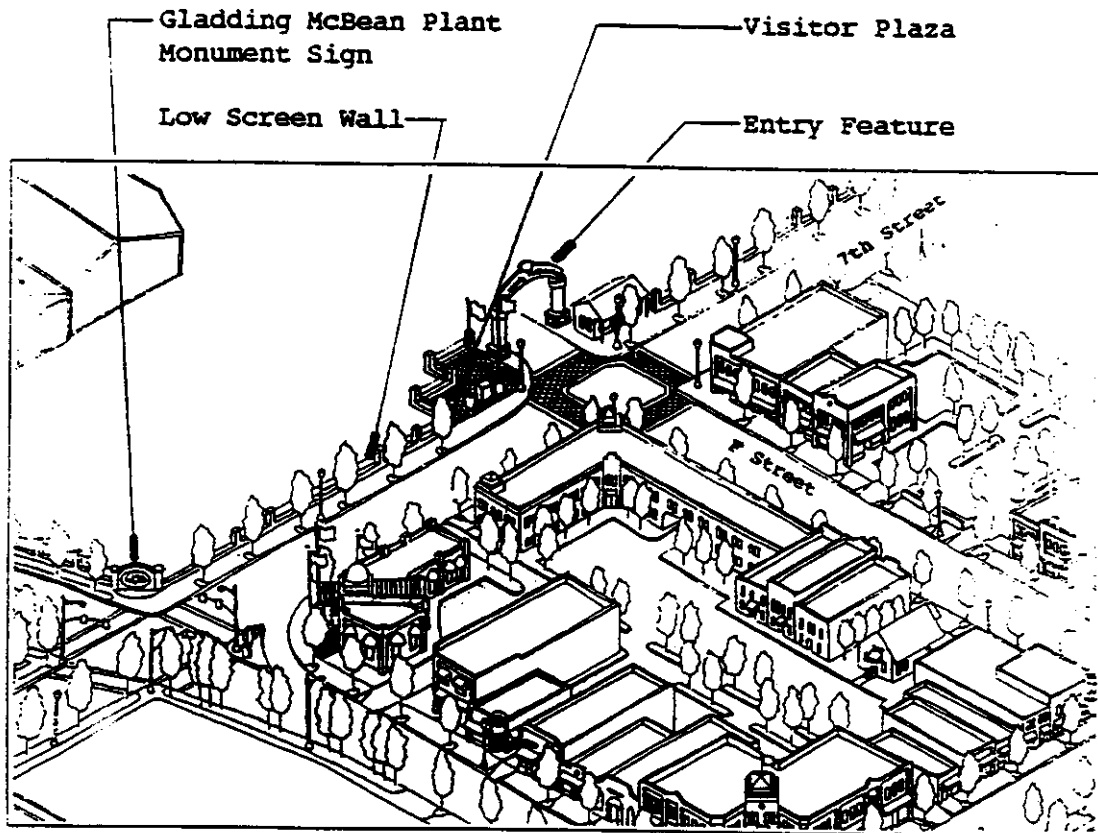 Gladding McBean Plant
Monument Sign
Visitor Plaza
Low Screen Wall
Entry Feature
7th Street
F Street